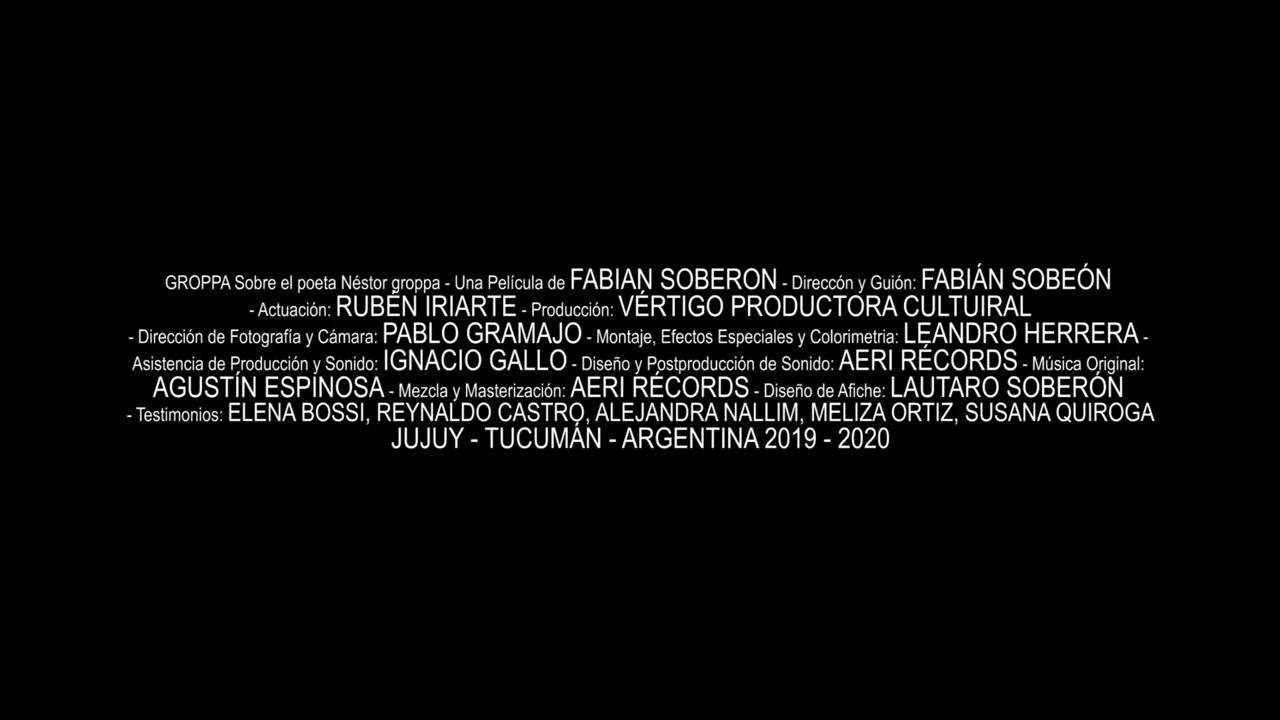 GROPPA Sobre el poeta Néstor groppa - Una Película de FABIAN SOBERON - Direccón y Guión: FABIÁN SOBEÓN
- Actuación: RUBÉN IRIARTE - Producción: VÉRTIGO PRODUCTORA CULTUIRAL
- Dirección de Fotografía y Cámara: PABLO GRAMAJO - Montaje, Efectos Especiales y Colorimetria: LEANDRO HERRERA -
Asistencia de Producción y Sonido: IGNACIO GALLO - Diseño y Postproducción de Sonido: AERI RÉCORDS - Música Original:
AGUSTÍN ESPINOSA - Mezcla y Masterización: AERI RÉCORDS - Diseño de Afiche: LAUTARO SOBERÓN
- Testimonios: ELENA BOSSI, REYNALDO CASTRO, ALEJANDRA NALLIM, MELIZA ORTIZ, SUSANA QUIROGA
JUJUY - TUCUMÁN - ARGENTINA 2019 - 2020